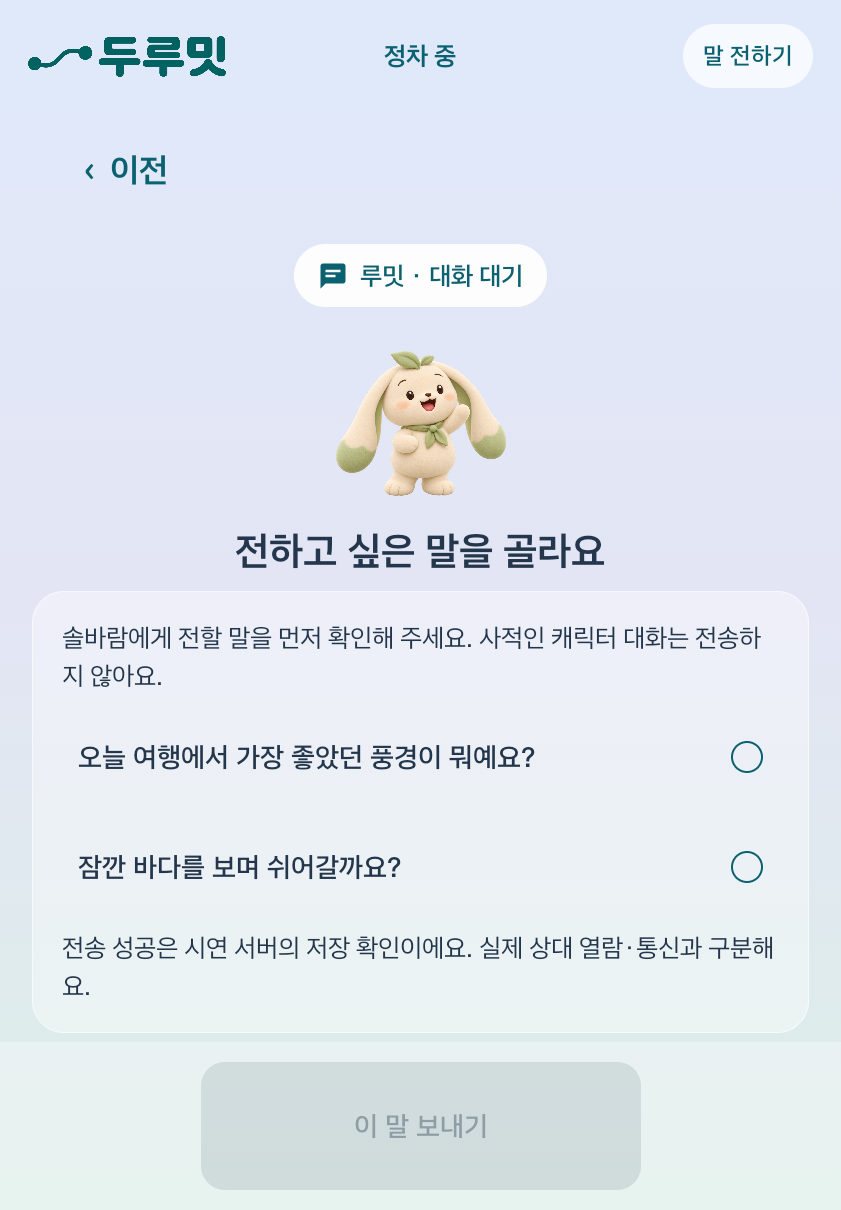 두루밋
정차 중
말 전하기
‹ 이전
루밋 · 대화 대기
전하고 싶은 말을 골라요
솔바람에게 전할 말을 먼저 확인해 주세요. 사적인 캐릭터 대화는 전송하
지 않아요.
오늘 여행에서 가장 좋았던 풍경이 뭐예요?
잠깐 바다를 보며 쉬어갈까요?
전송 성공은 시연 서버의 저장 확인이에요. 실제 상대 열람·통신과 구분해
요.
이 말 보내기